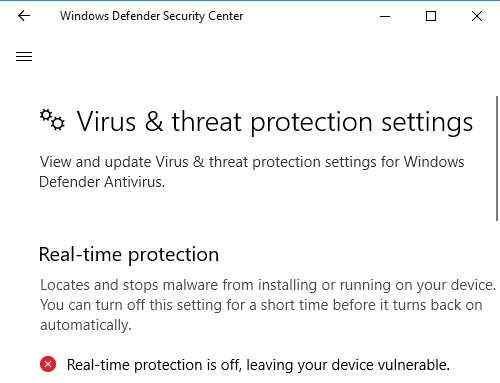 Windows Defender Security Center
Virus & threat protection settings
View and update Virus & threat protection settings for Windows
Defender Antivirus.
Real-time protection
Locates and stops malware from installing or running on your device.
You can turn off this setting for a short time before it turns back on
automatically.
Real-time protection is off, leaving your device vulnerable.